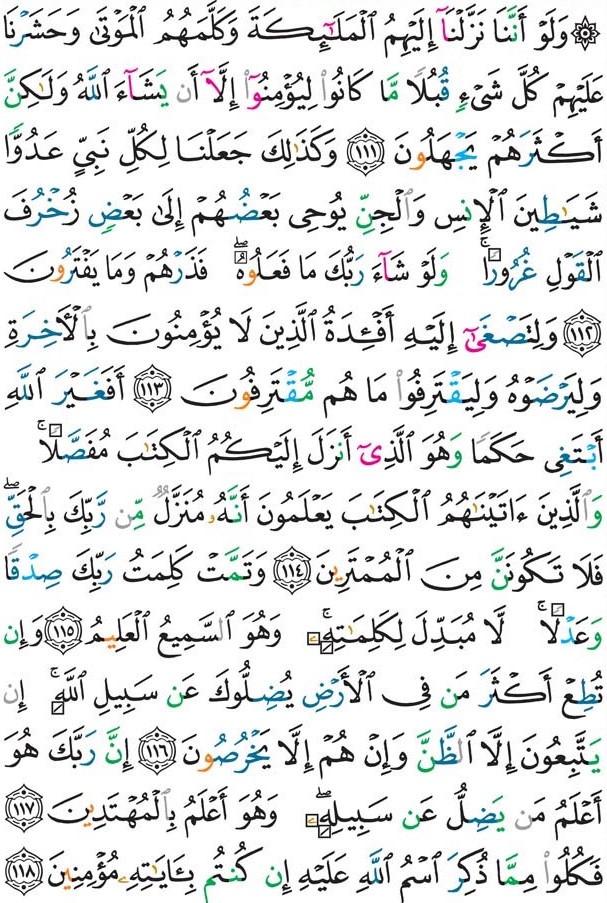 ۞ وَلَوْ أَنَّنَا نَزَّلْنَآ إِلَيْهِمُ ٱلْمَلَـٰٓئِكَةَ وَكَلَّمَهُمُ ٱلْمَوْتَىٰ وَحَشَرْنَا
عَلَيْهِمْ كُلَّ شَىْءٍ قُبُلًا مَّا كَانُوا۟ لِيُؤْمِنُوٓا۟ إِلَّآ أَن يَشَآءَ ٱللَّهُ وَلَـٰكِنَّ
أَكْثَرَهُمْ يَجْهَلُونَ ١١١ وَكَذَٰلِكَ جَعَلْنَا لِكُلِّ نَبِىٍّ عَدُوًّا
شَيَـٰطِينَ ٱلْإِنسِ وَٱلْجِنِّ يُوحِى بَعْضُهُمْ إِلَىٰ بَعْضٍ زُخْرُفَ
ٱلْقَوْلِ غُرُورًا ۚ وَلَوْ شَآءَ رَبُّكَ مَا فَعَلُوهُ ۖ فَذَرْهُمْ وَمَا يَفْتَرُونَ
١١٢ وَلِتَصْغَىٰٓ إِلَيْهِ أَفْـِٔدَةُ ٱلَّذِينَ لَا يُؤْمِنُونَ بِٱلْـَٔاخِرَةِ
وَلِيَرْضَوْهُ وَلِيَقْتَرِفُوا۟ مَا هُم مُّقْتَرِفُونَ ١١٣ أَفَغَيْرَ ٱللَّهِ
أَبْتَغِى حَكَمًا وَهُوَ ٱلَّذِىٓ أَنزَلَ إِلَيْكُمُ ٱلْكِتَـٰبَ مُفَصَّلًا ۚ
وَٱلَّذِينَ ءَاتَيْنَـٰهُمُ ٱلْكِتَـٰبَ يَعْلَمُونَ أَنَّهُۥ مُنَزَّلٌ مِّن رَّبِّكَ بِٱلْحَقِّ ۖ
فَلَا تَكُونَنَّ مِنَ ٱلْمُمْتَرِينَ ١١٤ وَتَمَّتْ كَلِمَتُ رَبِّكَ صِدْقًا
وَعَدْلًا ۚ لَّا مُبَدِّلَ لِكَلِمَـٰتِهِۦ ۚ وَهُوَ ٱلسَّمِيعُ ٱلْعَلِيمُ ١١٥ وَإِن
تُطِعْ أَكْثَرَ مَن فِى ٱلْأَرْضِ يُضِلُّوكَ عَن سَبِيلِ ٱللَّهِ ۚ إِن
يَتَّبِعُونَ إِلَّا ٱلظَّنَّ وَإِنْ هُمْ إِلَّا يَخْرُصُونَ ١١٦ إِنَّ رَبَّكَ هُوَ
أَعْلَمُ مَن يَضِلُّ عَن سَبِيلِهِۦ ۖ وَهُوَ أَعْلَمُ بِٱلْمُهْتَدِينَ ١١٧
فَكُلُوا۟ مِمَّا ذُكِرَ ٱسْمُ ٱللَّهِ عَلَيْهِ إِن كُنتُم بِـَٔايَـٰتِهِۦ مُؤْمِنِينَ ١١٨